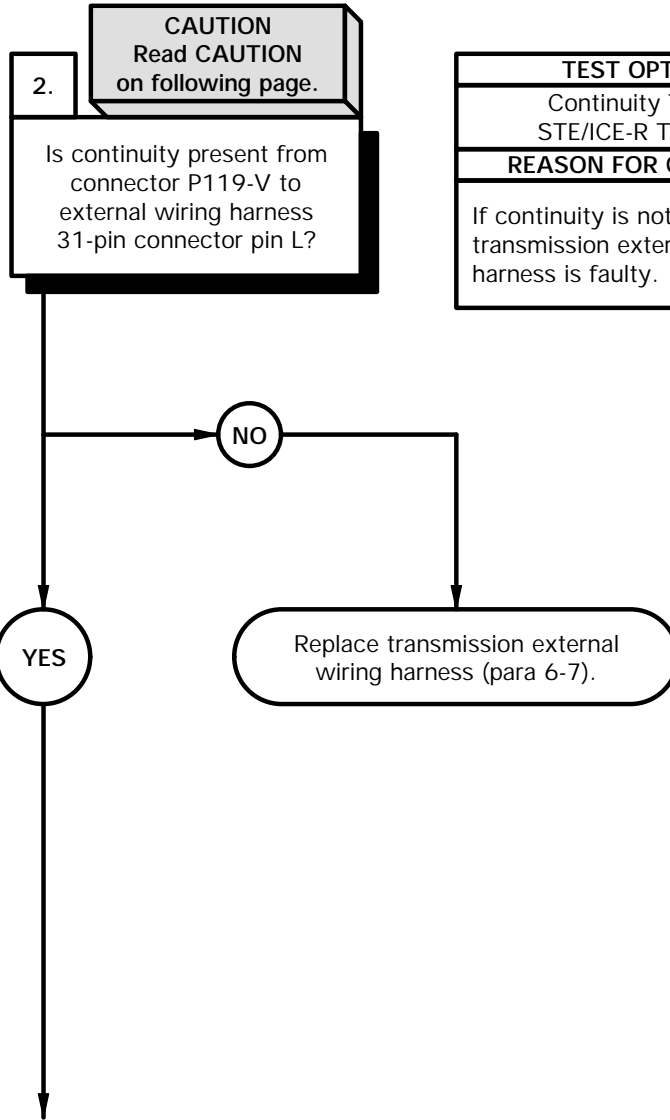 CAUTION
Read CAUTION
on following page.
2.
Is continuity present from
connector P119-V to
external wiring harness
31-pin connector pin L?
TEST OPT
Continuity
STE/ICE-R T
REASON FOR
If continuity is not
transmission exter
harness is faulty.
NO
YES
Replace transmission external
wiring harness (para 6-7).